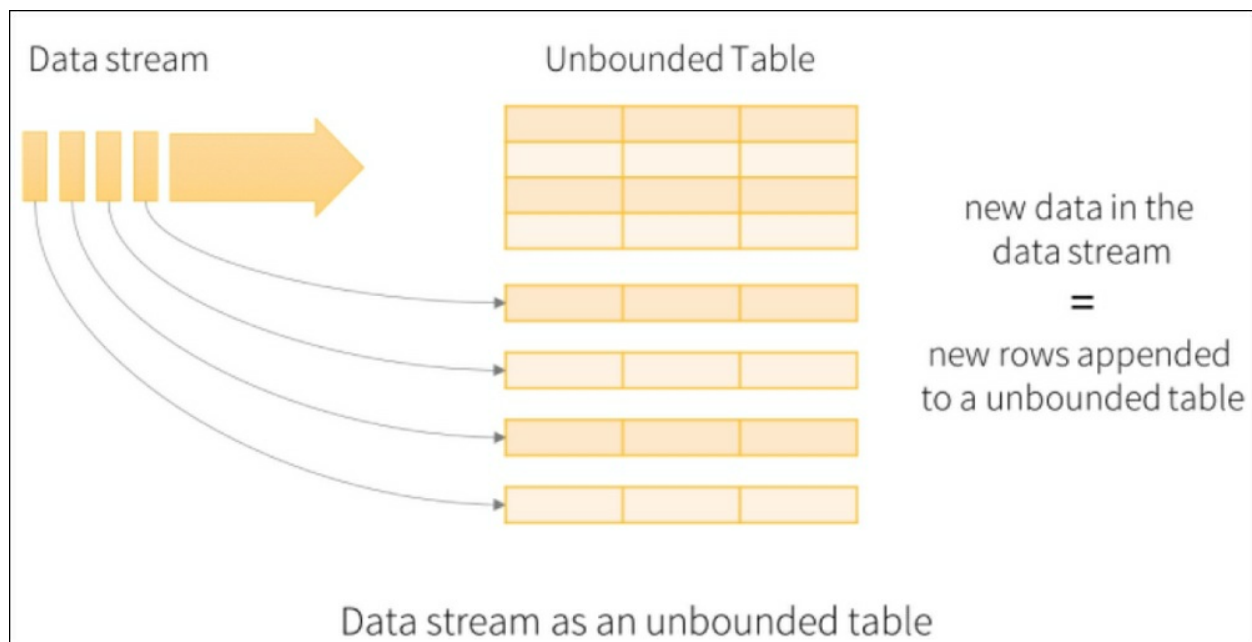 Data stream
Unbounded Table
new data in the
data stream
=
new rows appended
to a unbounded table
Data stream as an unbounded table